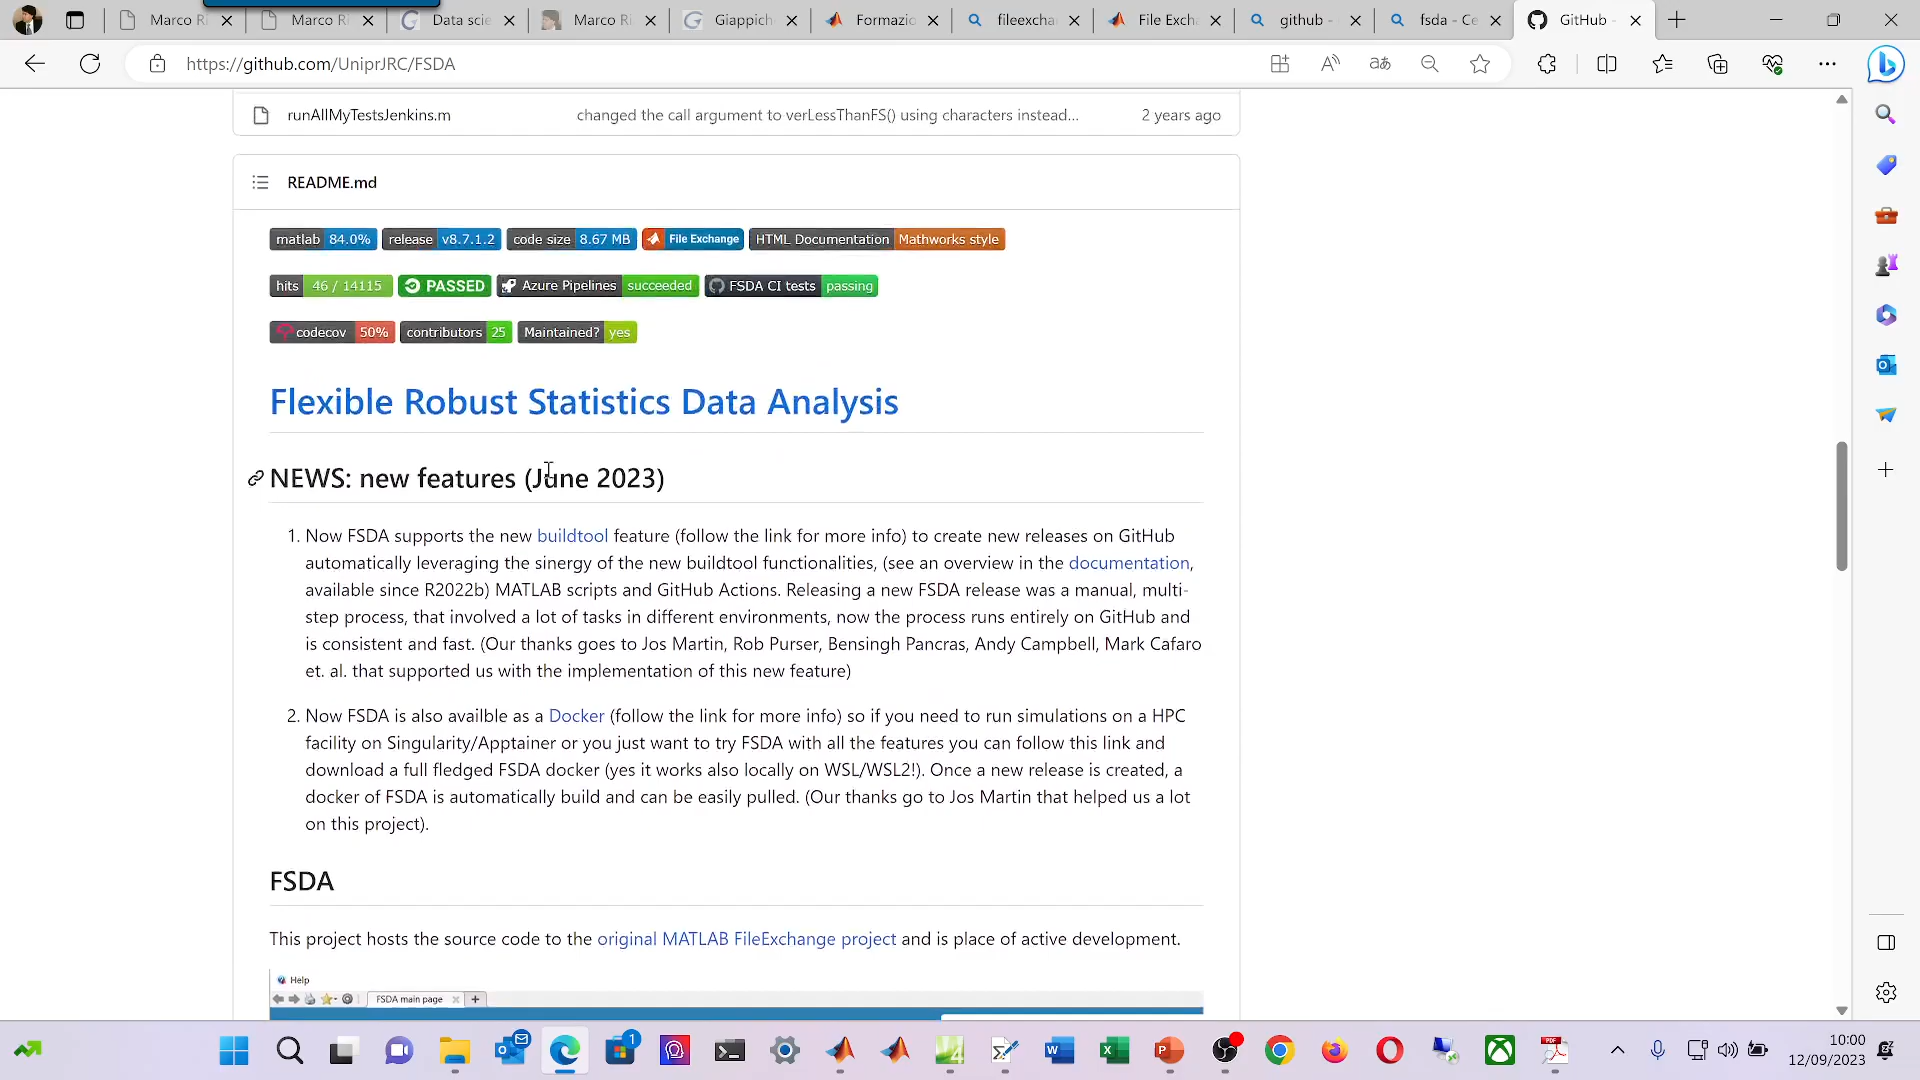 Marco Ri
Marco Ri
Data scie
Marco Ri
Giappich
Formazio
fileexcha
File Exch
github -
fsda - Ce
GitHub -
https://github.com/UniprJRC/FSDA
runAllMyTestsJenkins.m changed the call argument to verLessThanFS() using characters instead... 2 years ago
README.md
matlab 84.0% release v8.7.1.2 code size 8.67 MB File Exchange HTML Documentation Mathworks style
hits 46 / 14115 PASSED Azure Pipelines succeeded FSDA CI tests passing
codecov 50% contributors 25 Maintained? yes
Flexible Robust Statistics Data Analysis
NEWS: new features (June 2023)
1. Now FSDA supports the new buildtool feature (follow the link for more info) to create new releases on GitHub
automatically leveraging the sinergy of the new buildtool functionalities, (see an overview in the documentation,
available since R2022b) MATLAB scripts and GitHub Actions. Releasing a new FSDA release was a manual, multi-
step process, that involved a lot of tasks in different environments, now the process runs entirely on GitHub and
is consistent and fast. (Our thanks goes to Jos Martin, Rob Purser, Bensingh Pancras, Andy Campbell, Mark Cafaro
et. al. that supported us with the implementation of this new feature)
2. Now FSDA is also availble as a Docker (follow the link for more info) so if you need to run simulations on a HPC
facility on Singularity/Apptainer or you just want to try FSDA with all the features you can follow this link and
download a full fledged FSDA docker (yes it works also locally on WSL/WSL2!). Once a new release is created, a
docker of FSDA is automatically build and can be easily pulled. (Our thanks go to Jos Martin that helped us a lot
on this project).
FSDA
This project hosts the source code to the original MATLAB FileExchange project and is place of active development.
Help
FSDA main page
10:00
12/09/2023